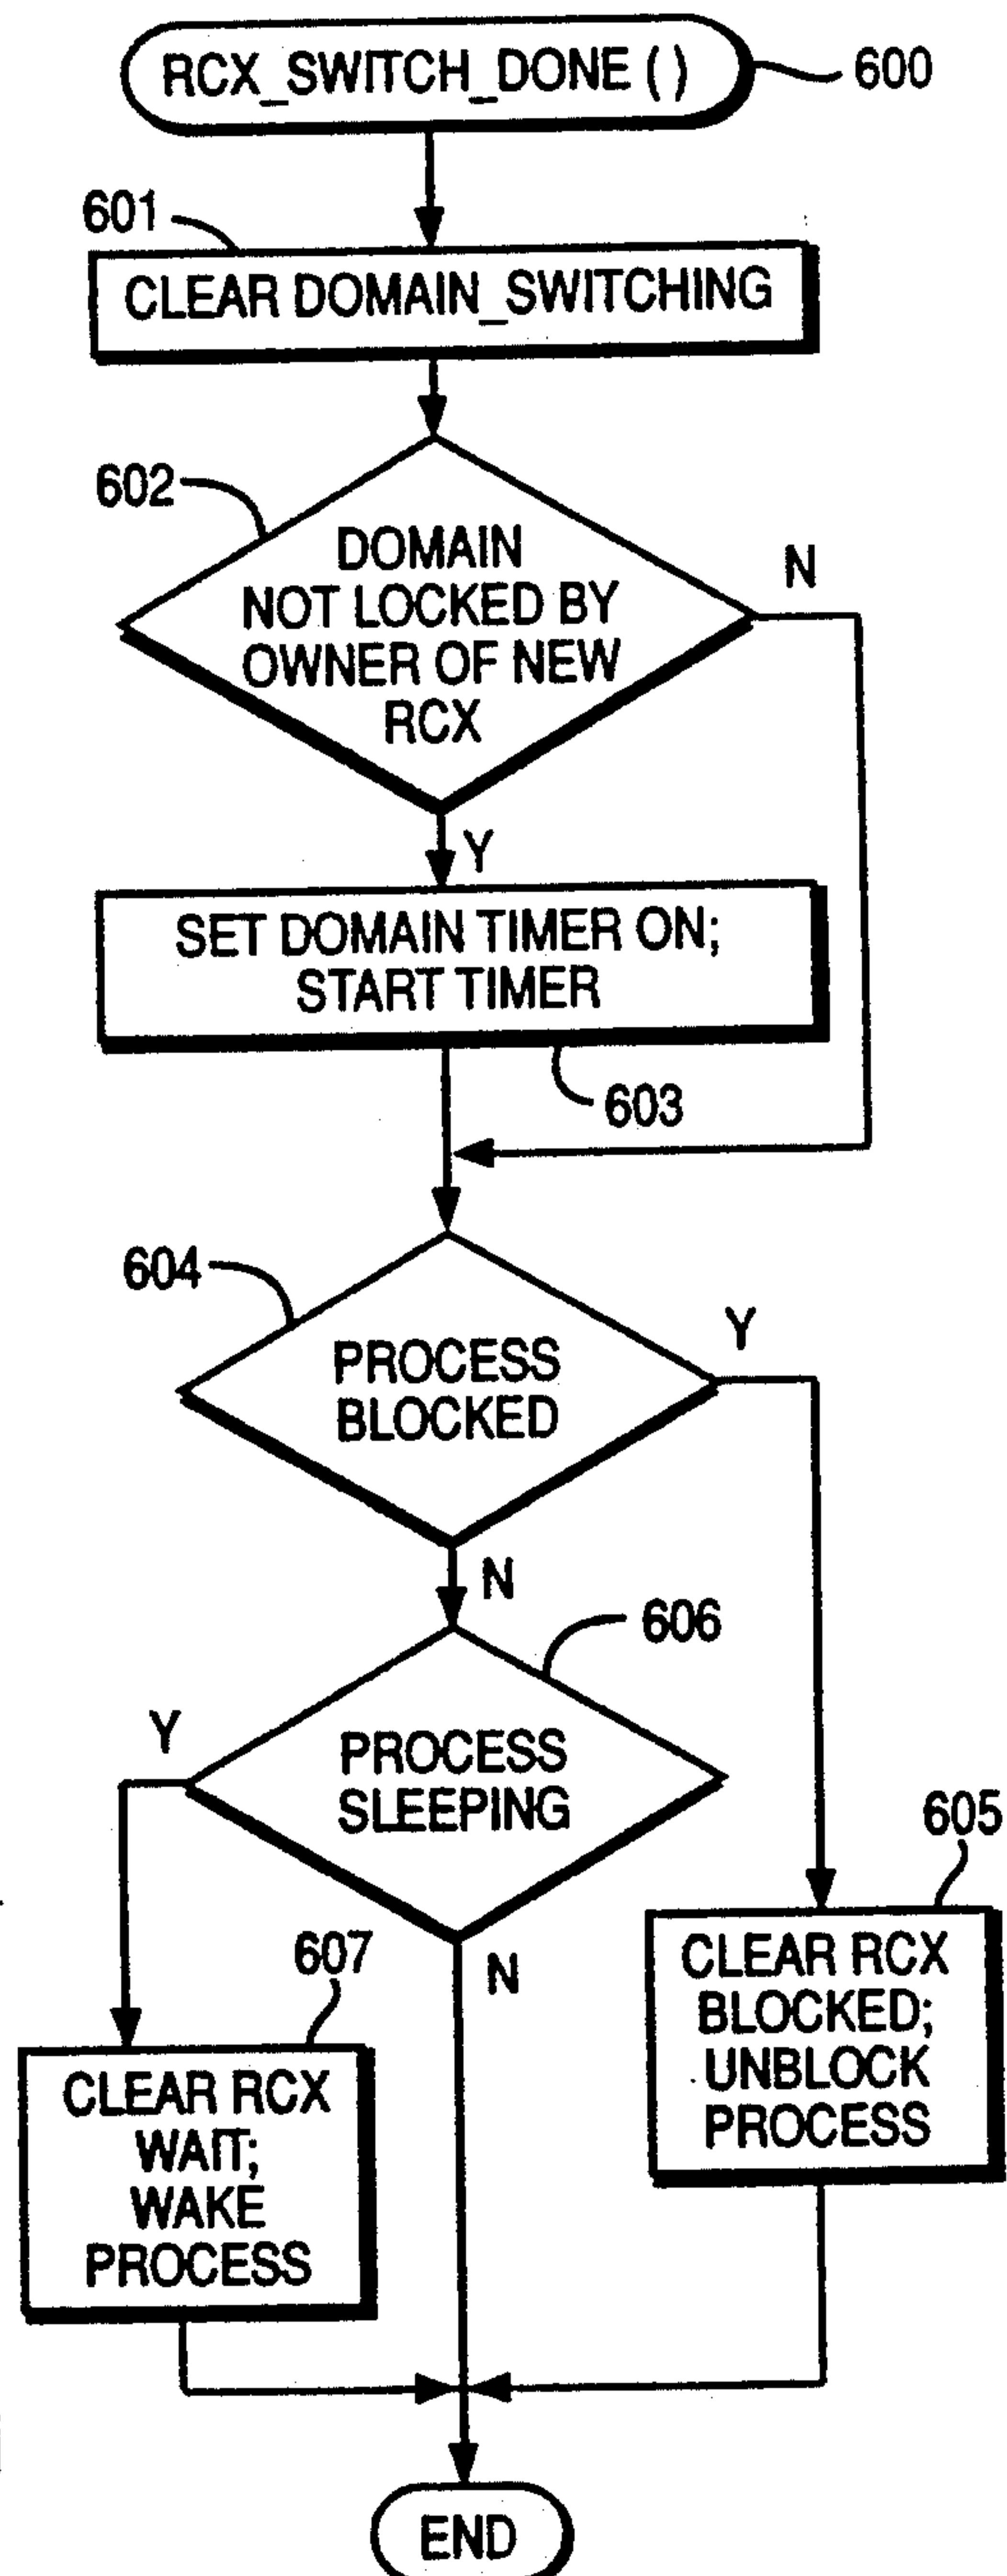 RCX_SWITCH_DONE ( )
600
601
CLEAR DOMAIN_SWITCHING
602
DOMAIN
NOT LOCKED BY
OWNER OF NEW
RCX
N
Y
SET DOMAIN TIMER ON;
START TIMER
603
604
PROCESS
BLOCKED
Y
N
606
Y
PROCESS
SLEEPING
605
607
N
CLEAR RCX
BLOCKED;
UNBLOCK
PROCESS
CLEAR RCX
WAIT;
WAKE
PROCESS
END